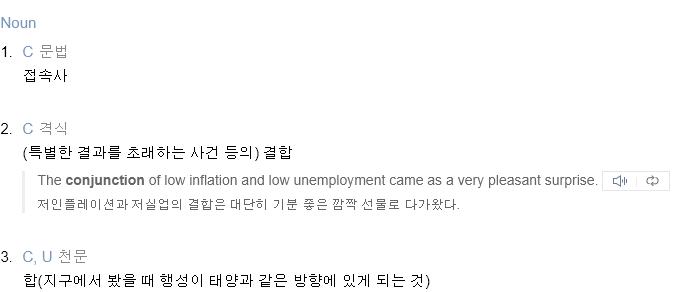 Noun
1. C 문법
접속사
2. C 격식
(특별한 결과를 초래하는 사건 등의) 결합
The conjunction of low inflation and low unemployment came as a very pleasant surprise.
저인플레이션과 저실업의 결합은 대단히 기분 좋은 깜짝 선물로 다가왔다.
3. C, U 천문
합(지구에서 봤을 때 행성이 태양과 같은 방향에 있게 되는 것)